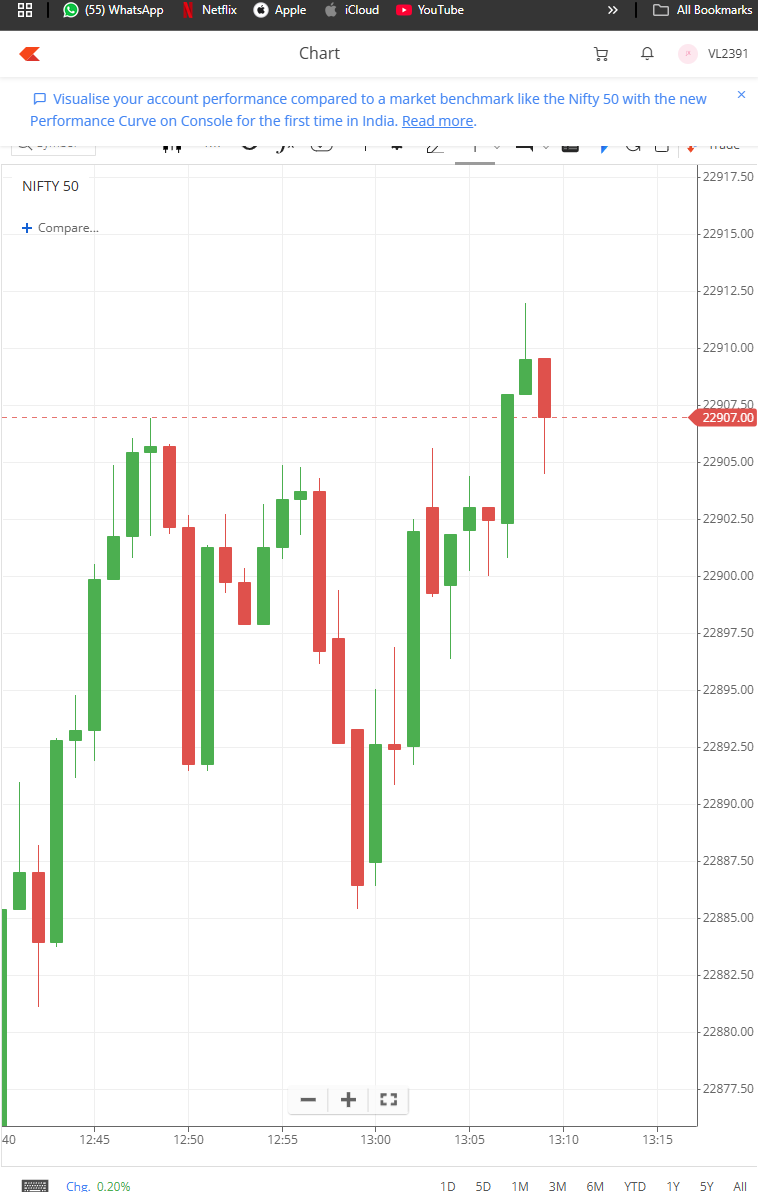 (55) WhatsApp Netflix Apple iCloud YouTube » All Bookmarks
Chart VL2391
Visualise your account performance compared to a market benchmark like the Nifty 50 with the new
Performance Curve on Console for the first time in India. Read more.
NIFTY 50
+ Compare...
22917.50
22915.00
22912.50
22910.00
22907.50
22907.00
22905.00
22902.50
22900.00
22897.50
22895.00
22892.50
22890.00
22887.50
22885.00
22882.50
22880.00
22877.50
40 12:45 12:50 12:55 13:00 13:05 13:10 13:15
Chg. 0.20% 1D 5D 1M 3M 6M YTD 1Y 5Y All